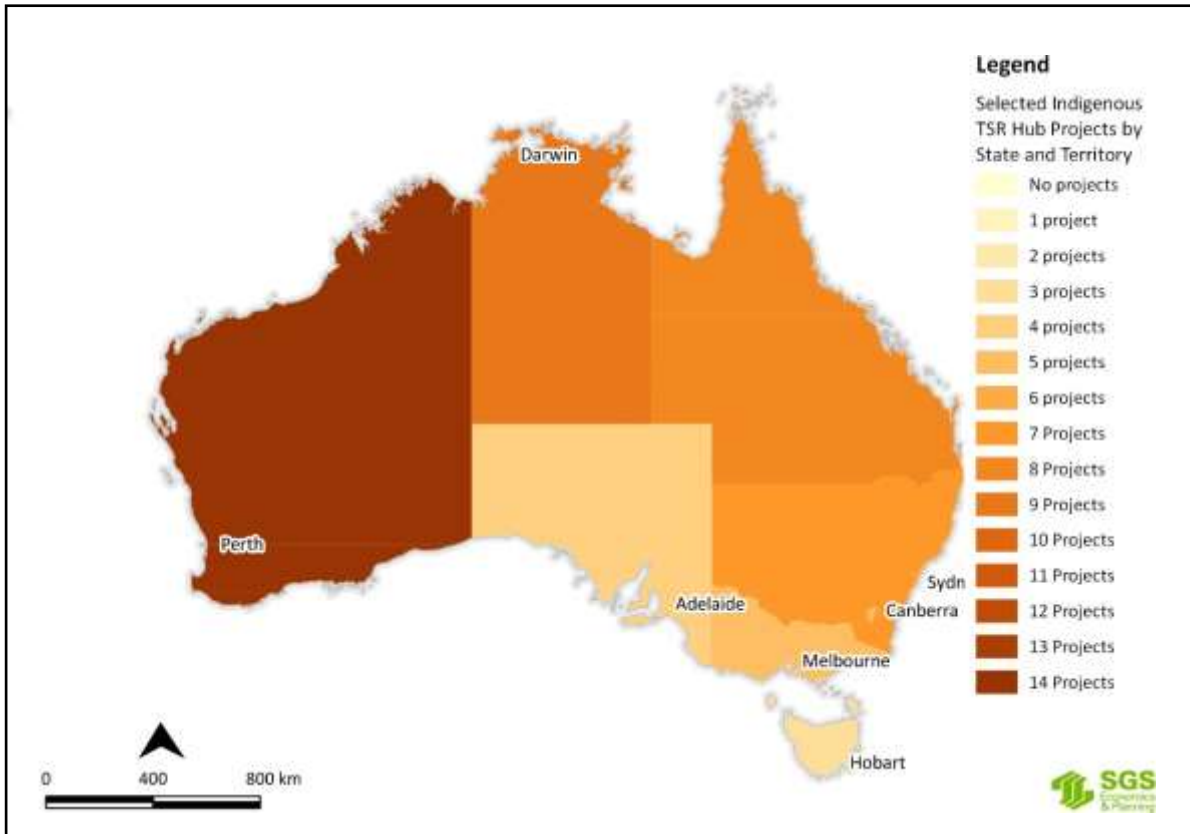 Legend
Selected Indigenous
TSR Hub Projects by
State and Territory
No projects
1 project
2 projects
3 projects
4 projects
5 projects
6 projects
7 Projects
8 Projects
9 Projects
10 Projects
11 Projects
12 Projects
13 Projects
14 Projects
Darwin
Perth
Adelaide
Sydn
Canberra
Melbourne
Hobart
0 400 800 km
SGS
Economics
& Planning